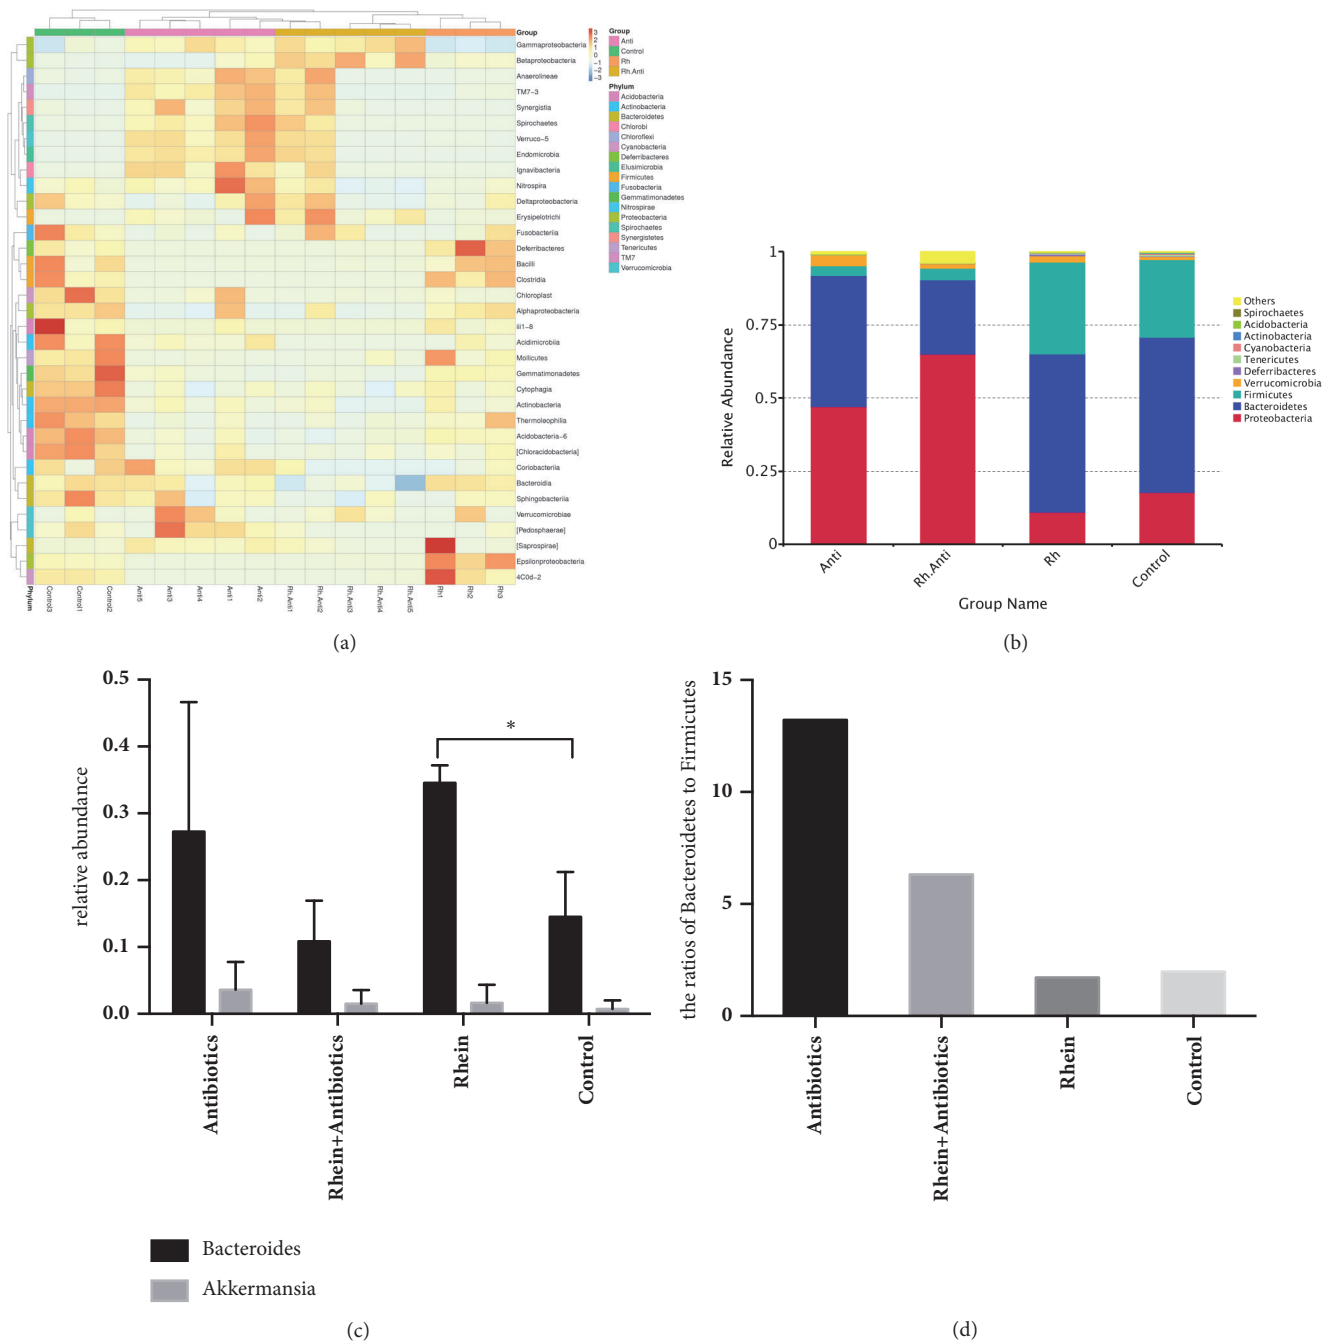 Group
Gammaproteobacteria
Betaproteobacteria
Anaerolineae
TM7-3
Synergistia
Spirochaetes
Verruco-5
Endomicrobia
Ignavibacteria
Nitrospira
Deltaproteobacteria
Erysipelotrichi
Fusobacteriia
Deferribacteres
Bacilli
Clostridia
Chloroplast
Alphaproteobacteria
iii1-8
Acidimicrobiia
Mollicutes
Gemmatimonadetes
Cytophagia
Actinobacteria
Thermoleophilia
Acidobacteria-6
[Chloracidobacteria]
Coriobacteriia
Bacteroidia
Sphingobacteriia
Verrucomicrobiae
[Pedosphaerae]
[Saprospirae]
Epsilonproteobacteria
4C0d-2
Phylum
Control3
Control1
Control2
Anti5
Anti3
Anti4
Anti1
Anti2
Rh.Anti1
Rh.Anti2
Rh.Anti3
Rh.Anti4
Rh.Anti5
Rh1
Rh2
Rh3
3
2
1
0
−1
−2
−3
Group
Anti
Control
Rh
Rh.Anti
Phylum
Acidobacteria
Actinobacteria
Bacteroidetes
Chlorobi
Chloroflexi
Cyanobacteria
Deferribacteres
Elusimicrobia
Firmicutes
Fusobacteria
Gemmatimonadetes
Nitrospirae
Proteobacteria
Spirochaetes
Synergistetes
Tenericutes
TM7
Verrucomicrobia
(a)
Relative Abundance
1
0.75
0.5
0.25
0
Anti
Rh.Anti
Rh
Control
Group Name
Others
Spirochaetes
Acidobacteria
Actinobacteria
Cyanobacteria
Tenericutes
Deferribacteres
Verrucomicrobia
Firmicutes
Bacteroidetes
Proteobacteria
(b)
relative abundance
0.5
0.4
0.3
0.2
0.1
0.0
*
Antibiotics
Rhein+Antibiotics
Rhein
Control
Bacteroides
Akkermansia
(c)
the ratios of Bacteroidetes to Firmicutes
15
10
5
0
Antibiotics
Rhein+Antibiotics
Rhein
Control
(d)